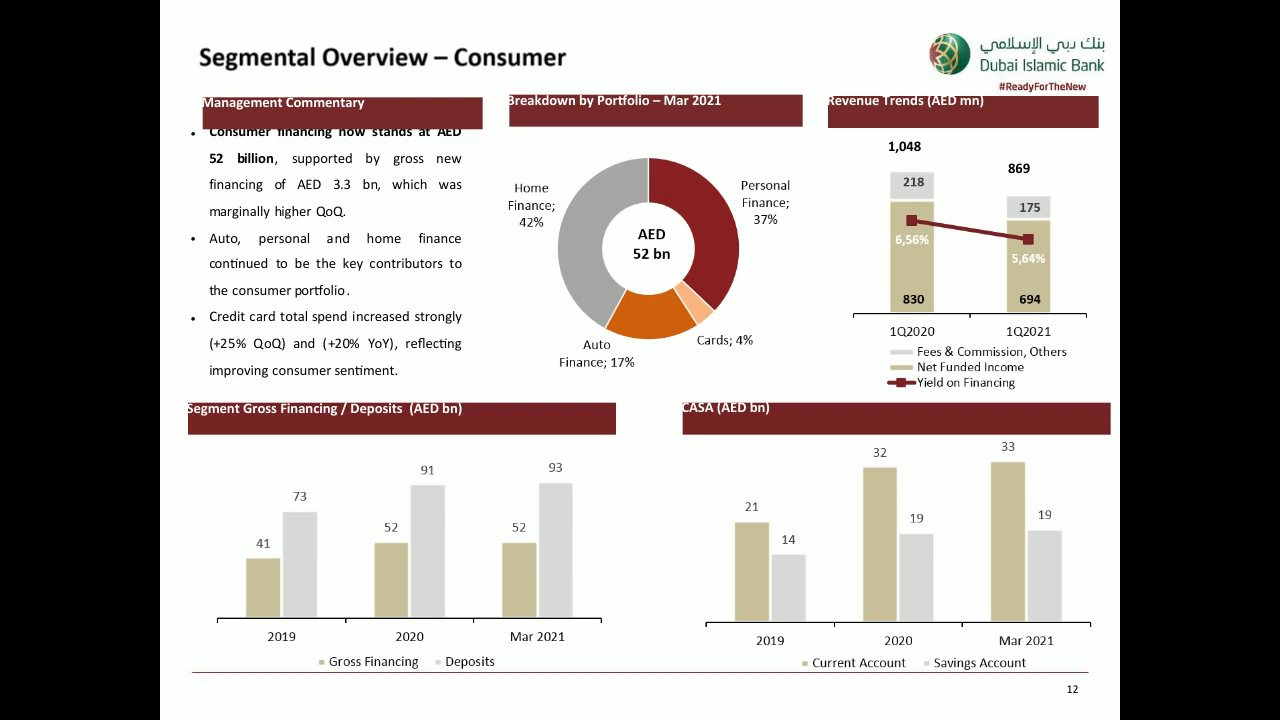 Segmental Overview – Consumer
بنك دبي الإسلامي
Dubai Islamic Bank
#ReadyForTheNew
Management Commentary
• Consumer financing now stands at AED
52 billion, supported by gross new
financing of AED 3.3 bn, which was
marginally higher QoQ.
• Auto, personal and home finance
continued to be the key contributors to
the consumer portfolio.
• Credit card total spend increased strongly
(+25% QoQ) and (+20% YoY), reflecting
improving consumer sentiment.
Breakdown by Portfolio – Mar 2021
Home
Finance;
42%
Personal
Finance;
37%
AED
52 bn
Auto
Finance; 17%
Cards; 4%
Revenue Trends (AED mn)
1,048
869
218
175
6,56%
5,64%
830
694
1Q2020
1Q2021
Fees & Commission, Others
Net Funded Income
Yield on Financing
Segment Gross Financing / Deposits (AED bn)
41
73
52
91
52
93
2019
2020
Mar 2021
Gross Financing
Deposits
CASA (AED bn)
21
14
32
19
33
19
2019
2020
Mar 2021
Current Account
Savings Account
12